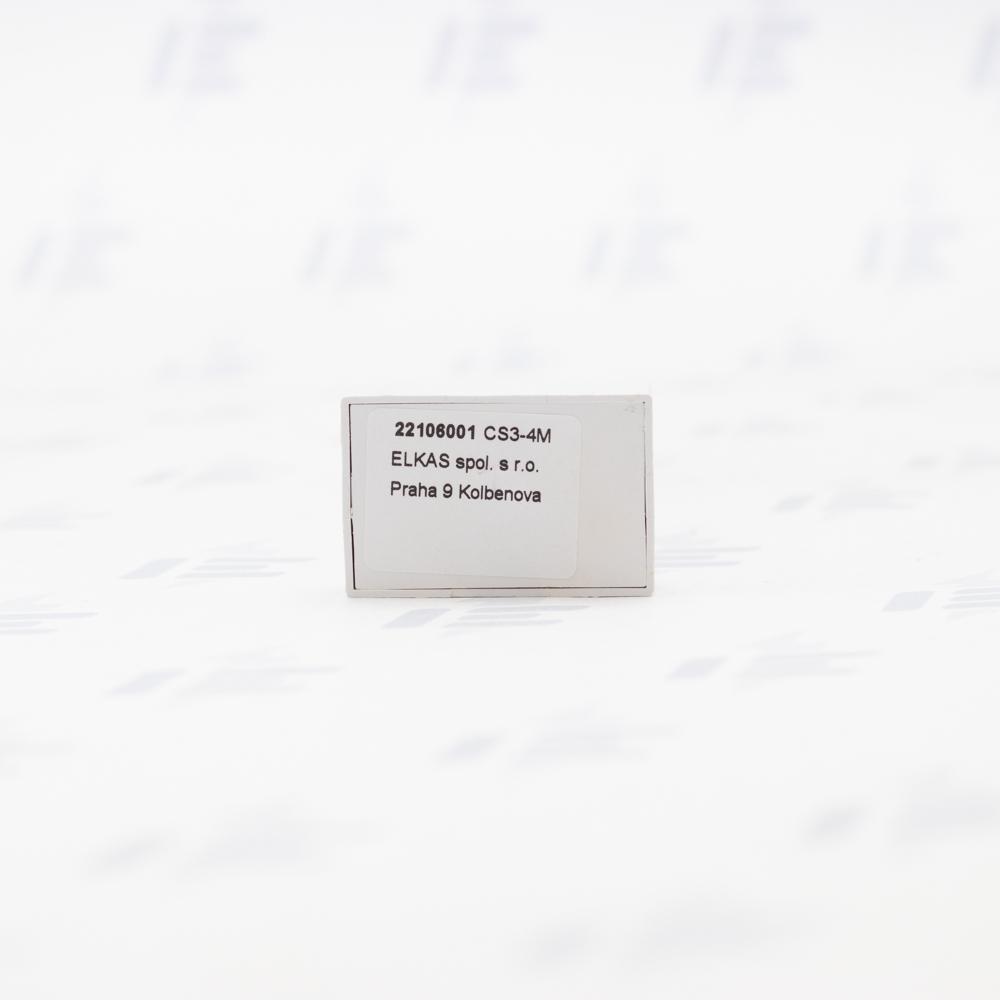 22106001 CS3-4M
ELKAS spol. s r.o.
Praha 9 Kolbenova